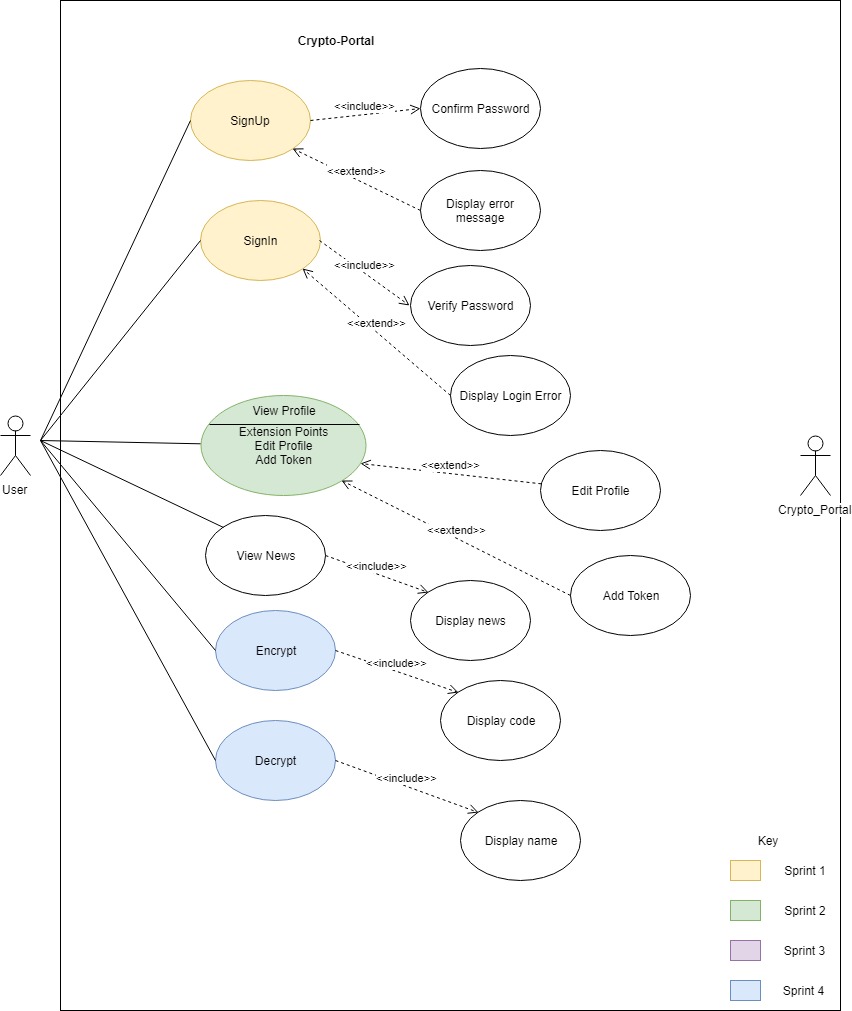 Crypto-Portal
SignUp
<<include>>
Confirm Password
<<extend>>
Display error
message
SignIn
<<include>>
Verify Password
<<extend>>
Display Login Error
View Profile
Extension Points
Edit Profile
Add Token
<<extend>>
Edit Profile
<<extend>>
Add Token
User
Crypto_Portal
View News
<<include>>
Display news
Encrypt
<<include>>
Display code
Decrypt
<<include>>
Display name
Key
Sprint 1
Sprint 2
Sprint 3
Sprint 4